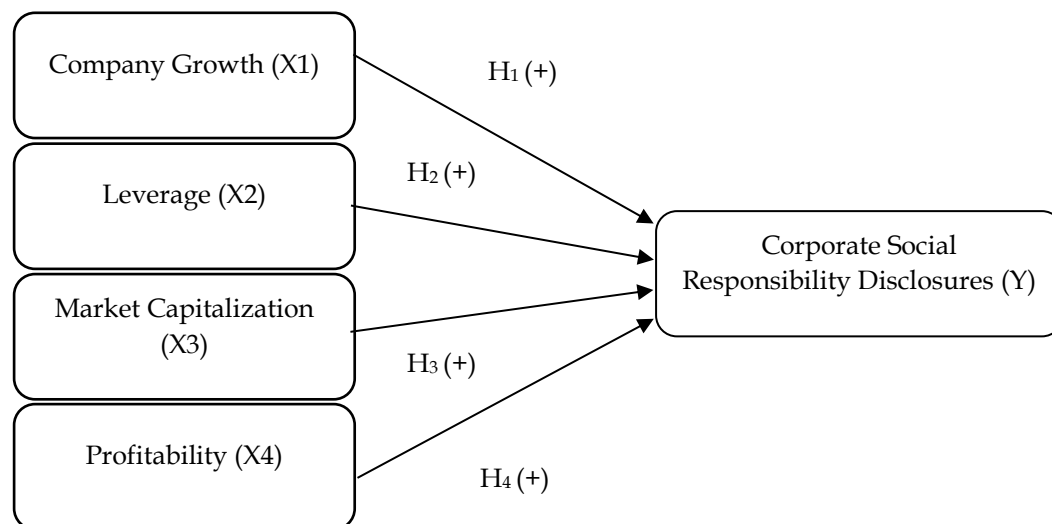 Company Growth (X1)
H1 (+)
Leverage (X2)
H2 (+)
Market Capitalization
(X3)
H3 (+)
Profitability (X4)
H4 (+)
Corporate Social
Responsibility Disclosures (Y)